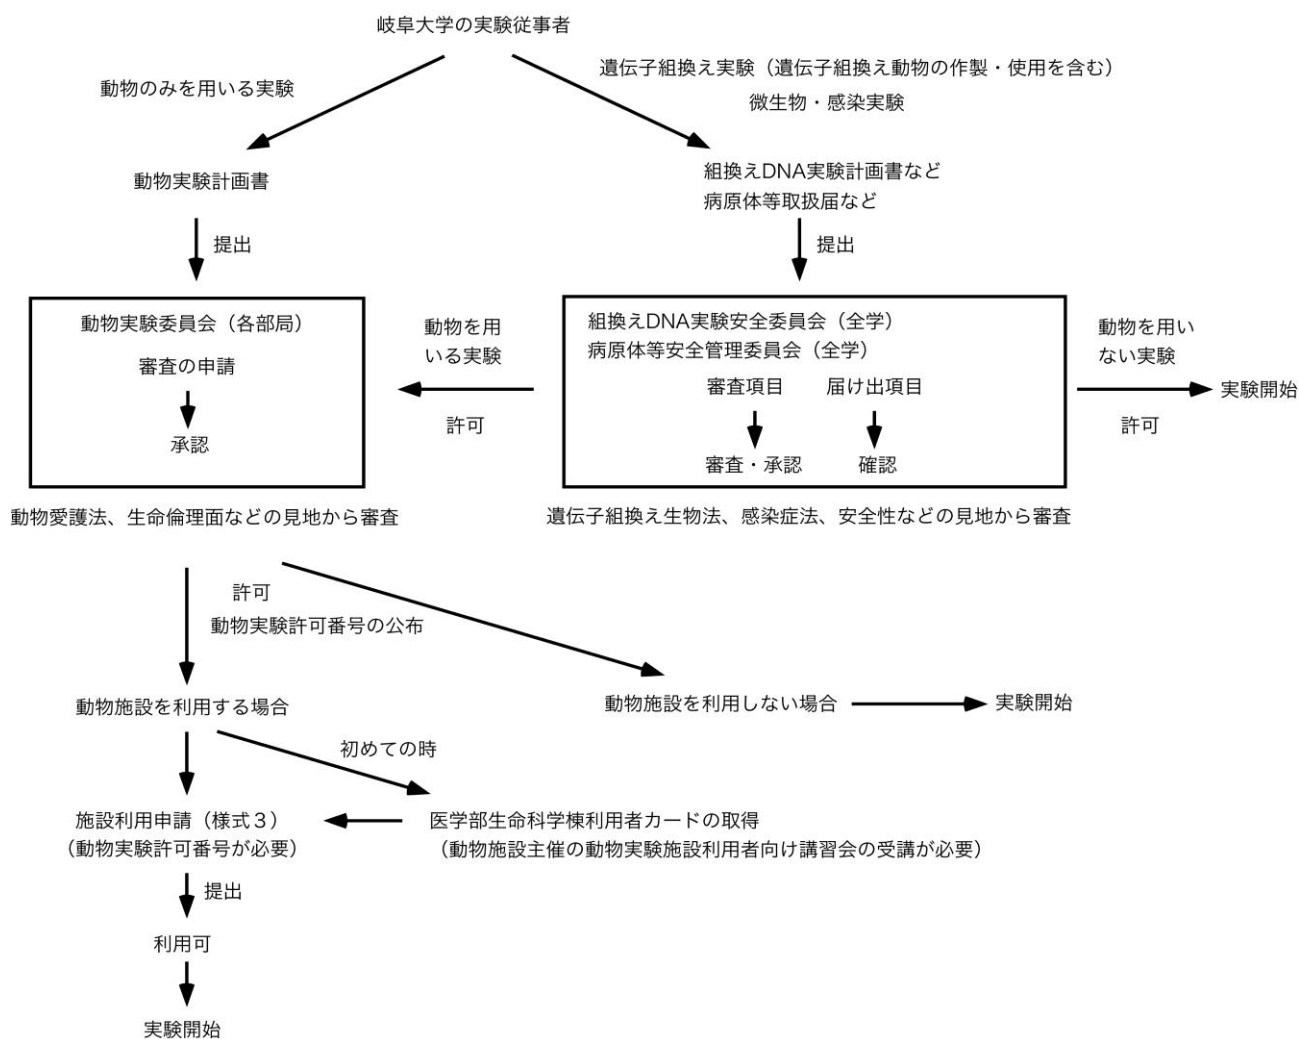 岐阜大学の実験従事者
動物のみを用いる実験
遺伝子組換え実験（遺伝子組換え動物の作製・使用を含む）
微生物・感染実験
動物実験計画書
組換えDNA実験計画書など
病原体等取扱届など
提出
提出
動物実験委員会（各部局）
審査の申請
承認
動物を用
いる実験
許可
組換えDNA実験安全委員会（全学）
病原体等安全管理委員会（全学）
審査項目 届け出項目
審査・承認 確認
動物を用い
ない実験
許可
実験開始
動物愛護法、生命倫理面などの見地から審査
遺伝子組換え生物法、感染症法、安全性などの見地から審査
許可
動物実験許可番号の公布
動物施設を利用する場合
動物施設を利用しない場合
実験開始
初めての時
施設利用申請（様式３）
（動物実験許可番号が必要）
医学部生命科学棟利用者カードの取得
（動物施設主催の動物実験施設利用者向け講習会の受講が必要）
提出
利用可
実験開始